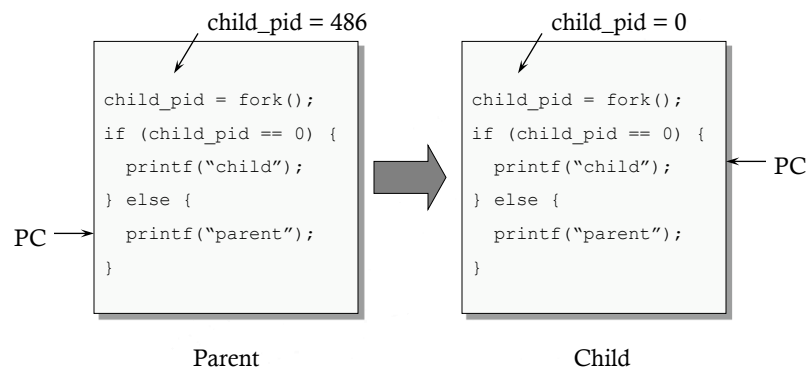 child_pid = 486
child_pid = fork();
if (child_pid == 0) {
printf(“child”);
} else {
printf(“parent”);
}
PC
Parent
child_pid = 0
child_pid = fork();
if (child_pid == 0) {
printf(“child”);
} else {
printf(“parent”);
}
PC
Child